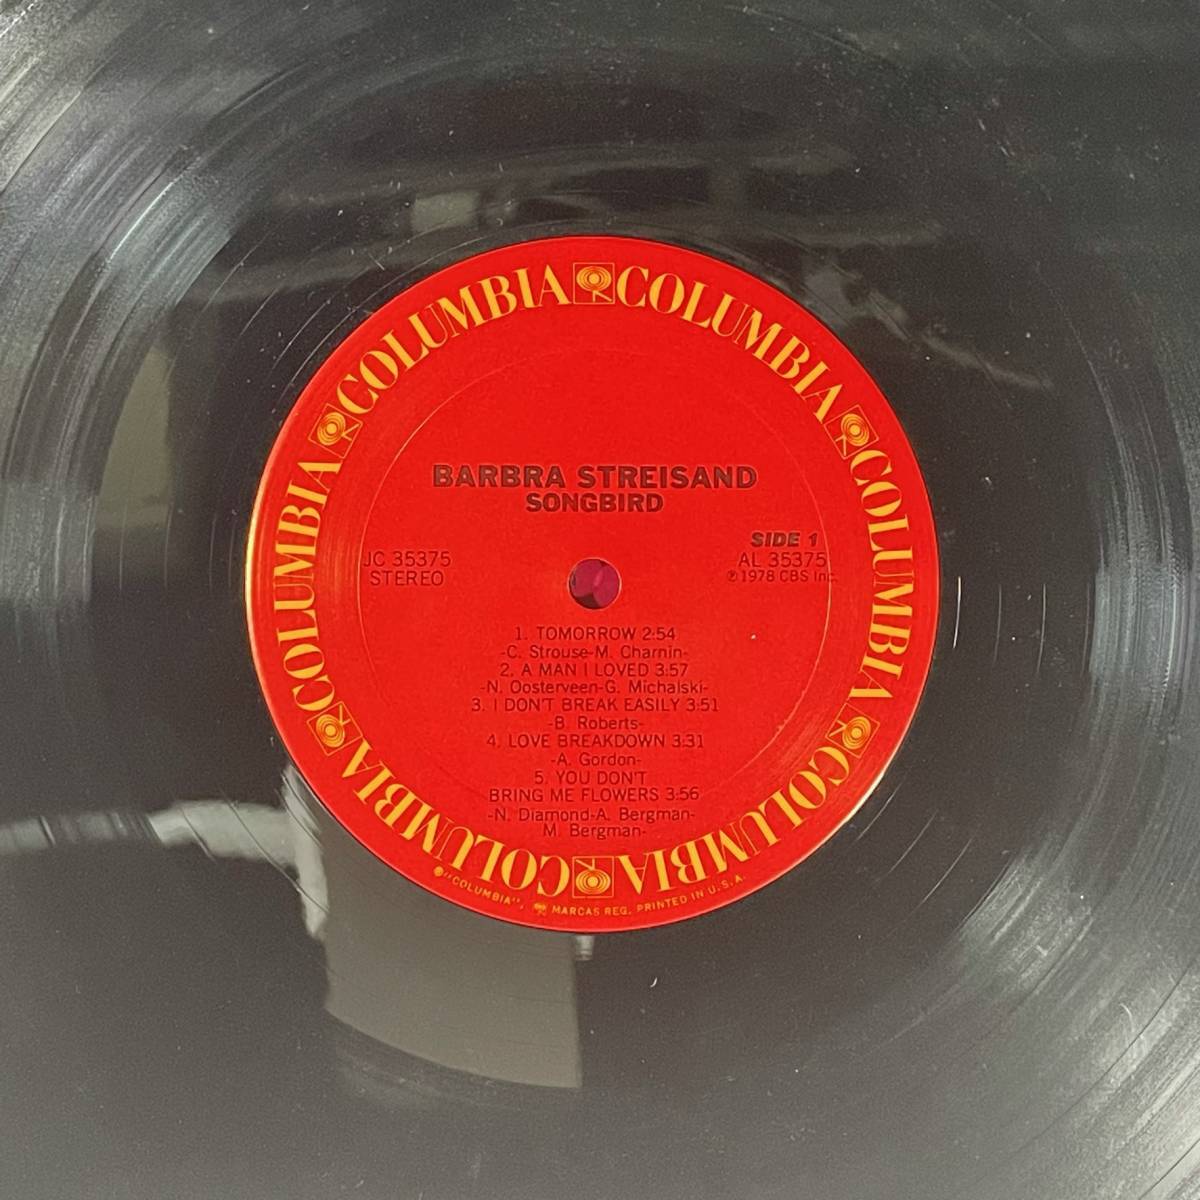 COLUMBIA COLUMBIA COLUMBIA COLUMBIA COLUMBIA COLUMBIA
BARBRA STREISAND
SONGBIRD
SIDE 1
JC 35375
AL 35375
STEREO
℗ 1978 CBS Inc.
1. TOMORROW 2:54
-C. Strouse-M. Charnin-
2. A MAN I LOVED 3:57
-N. Oosterveen-G. Michalski-
3. I DON'T BREAK EASILY 3:51
-B. Roberts-
4. LOVE BREAKDOWN 3:31
-A. Gordon-
5. YOU DON'T
BRING ME FLOWERS 3:56
-N. Diamond-A. Bergman-
M. Bergman-
"COLUMBIA", MARCAS REG. PRINTED IN U.S.A.